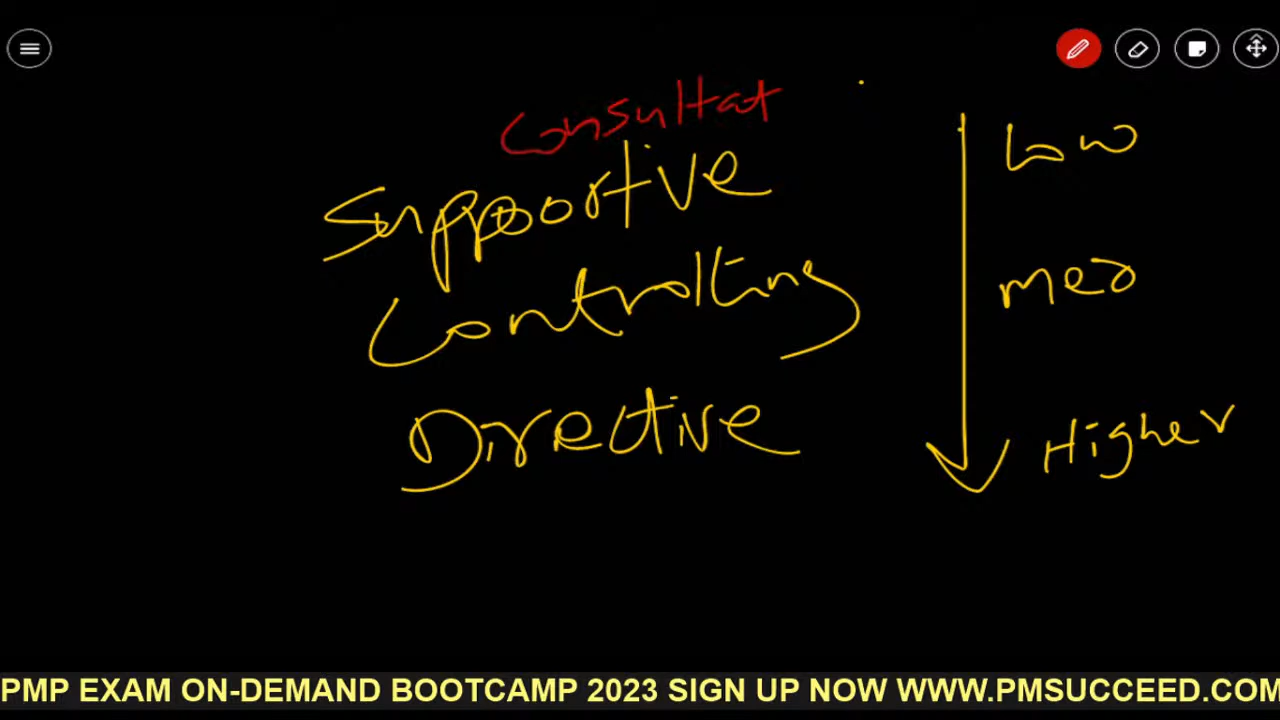 Consultat
Supportive
Low
Controlling
Med
Directive
Higher
PMP EXAM ON-DEMAND BOOTCAMP 2023 SIGN UP NOW WWW.PMSUCCEED.COM